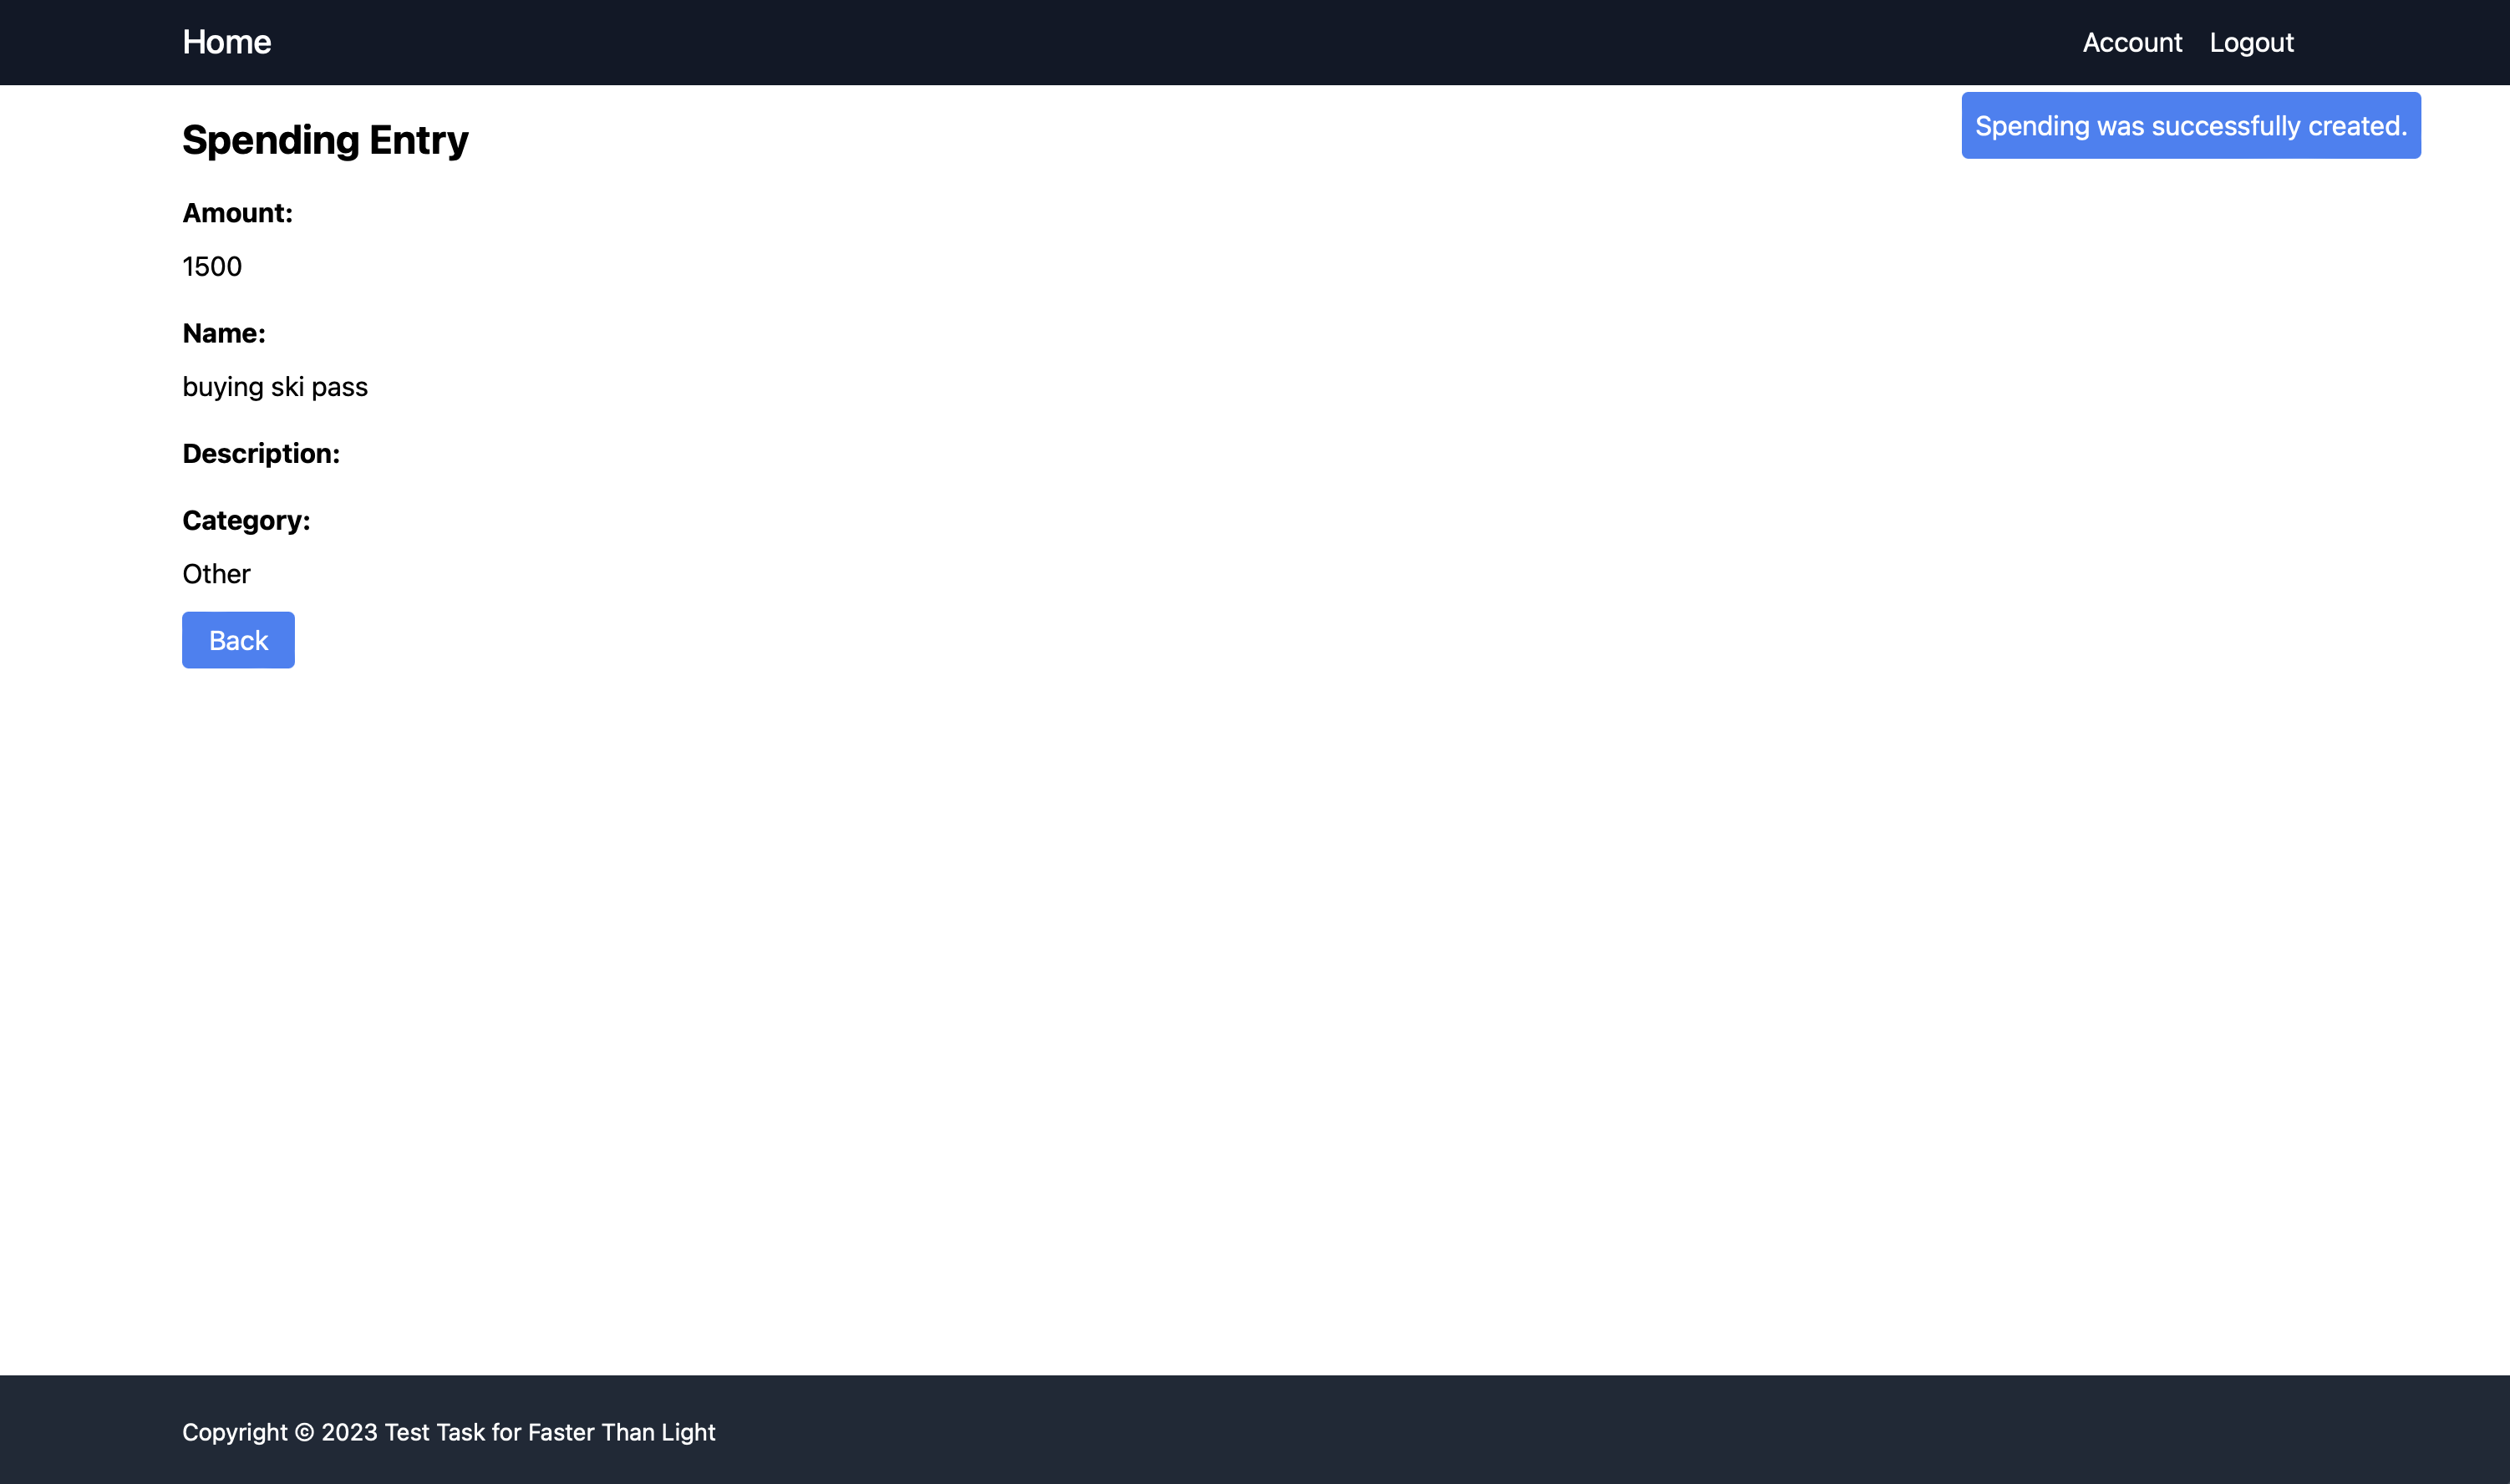 Home
Account
Logout
Spending was successfully created.
Spending Entry
Amount:
1500
Name:
buying ski pass
Description:
Category:
Other
Back
Copyright © 2023 Test Task for Faster Than Light